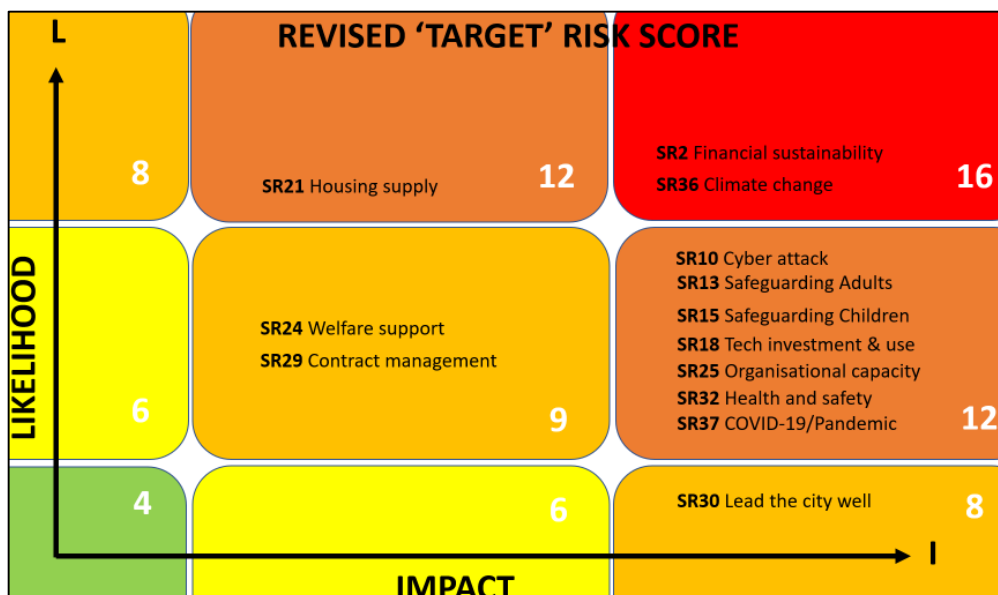 L
REVISED ‘TARGET’ RISK SCORE
8
SR21 Housing supply
12
SR2 Financial sustainability
SR36 Climate change
16
LIKELIHOOD
6
SR24 Welfare support
SR29 Contract management
9
SR10 Cyber attack
SR13 Safeguarding Adults
SR15 Safeguarding Children
SR18 Tech investment & use
SR25 Organisational capacity
SR32 Health and safety
SR37 COVID-19/Pandemic
12
4
6
SR30 Lead the city well
8
I
IMPACT